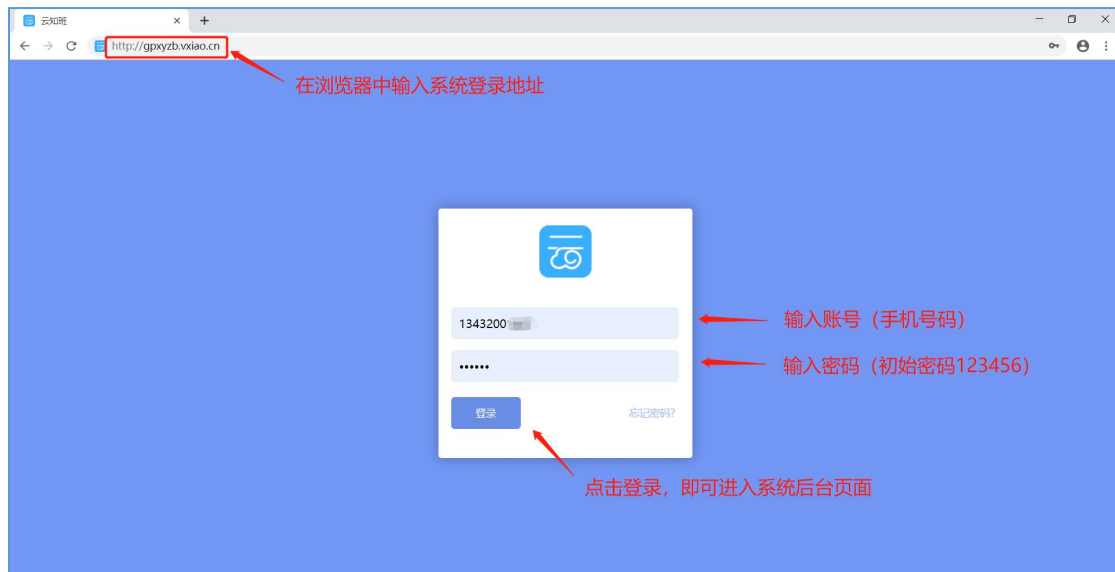 云知班
http://gpxyzb.vxiao.cn
在浏览器中输入系统登录地址
云
1343200
输入账号（手机号码）
••••••
输入密码（初始密码123456）
登录
忘记密码?
点击登录，即可进入系统后台页面